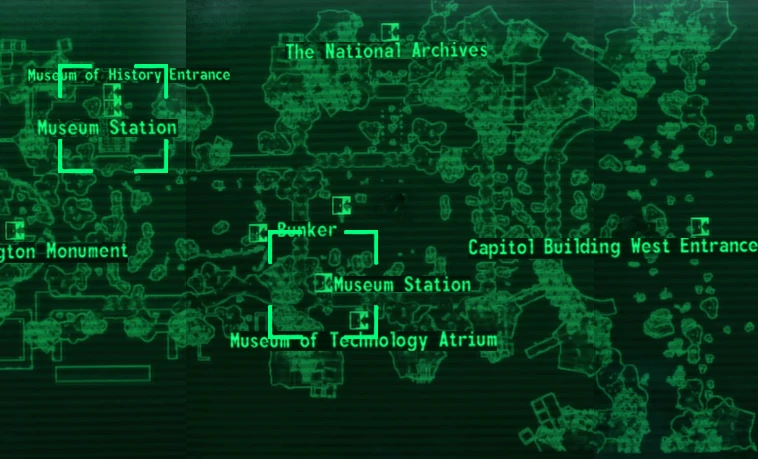 The National Archives
Museum of History Entrance
Museum Station
Bunker
gton Monument
Capitol Building West Entrance
Museum Station
Museum of Technology Atrium